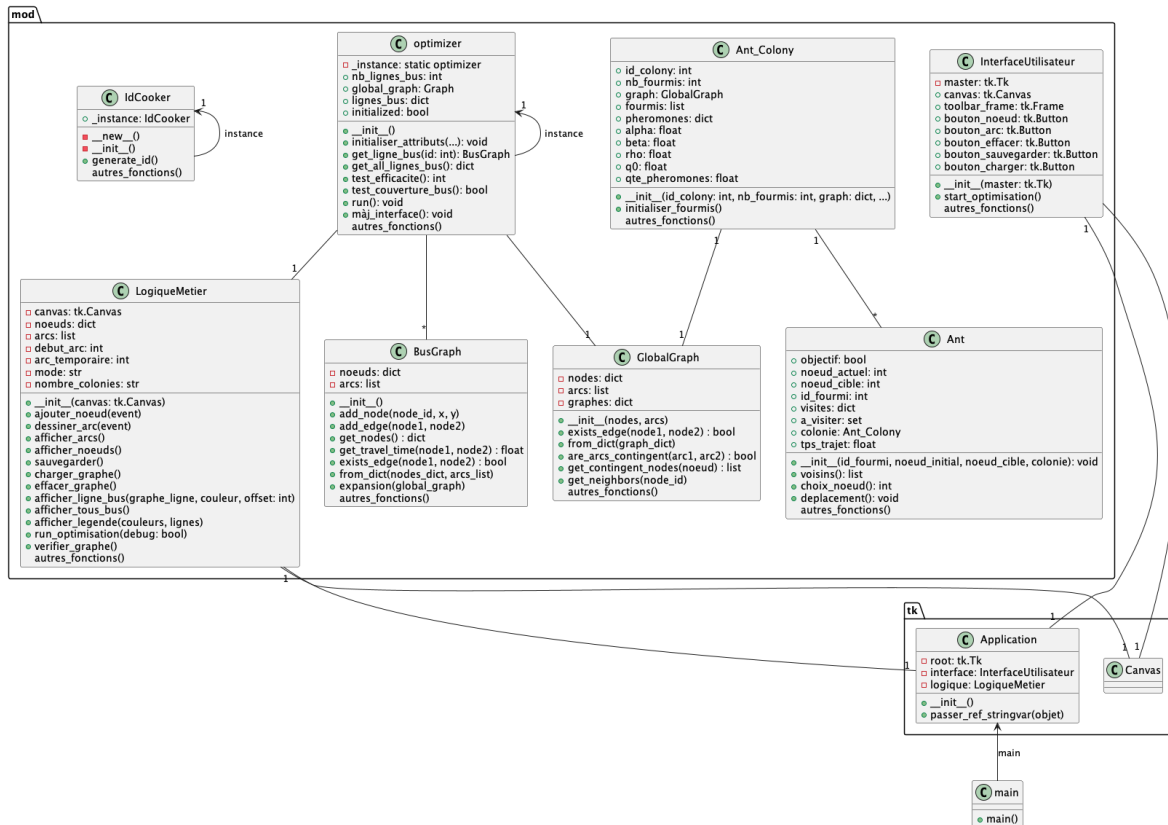 mod
IdCooker
_instance: IdCooker
__new__()
__init__()
generate_id()
autres_fonctions()
1
instance
optimizer
_instance: static optimizer
nb_lignes_bus: int
global_graph: Graph
lignes_bus: dict
initialized: bool
__init__()
initialiser_attributs(...): void
get_ligne_bus(id: int): BusGraph
get_all_lignes_bus(): dict
test_efficacite(): int
test_couverture_bus(): bool
run(): void
màj_interface(): void
autres_fonctions()
1
instance
Ant_Colony
id_colony: int
nb_fourmis: int
graph: GlobalGraph
fourmis: list
pheromones: dict
alpha: float
beta: float
rho: float
q0: float
qte_pheromones: float
__init__(id_colony: int, nb_fourmis: int, graph: dict, ...)
initialiser_fourmis()
autres_fonctions()
InterfaceUtilisateur
master: tk.Tk
canvas: tk.Canvas
toolbar_frame: tk.Frame
bouton_noeud: tk.Button
bouton_arc: tk.Button
bouton_effacer: tk.Button
bouton_sauvegarder: tk.Button
bouton_charger: tk.Button
__init__(master: tk.Tk)
start_optimisation()
autres_fonctions()
1
1
1
1
LogiqueMetier
canvas: tk.Canvas
noeuds: dict
arcs: list
debut_arc: int
arc_temporaire: int
mode: str
nombre_colonies: str
__init__(canvas: tk.Canvas)
ajouter_noeud(event)
dessiner_arc(event)
afficher_arcs()
afficher_noeuds()
sauvegarder()
charger_graphe()
effacer_graphe()
afficher_ligne_bus(graphe_ligne, couleur, offset: int)
afficher_tous_bus()
afficher_legende(couleurs, lignes)
run_optimisation(debug: bool)
verifier_graphe()
autres_fonctions()
*
BusGraph
noeuds: dict
arcs: list
__init__()
add_node(node_id, x, y)
add_edge(node1, node2)
get_nodes() : dict
get_travel_time(node1, node2) : float
exists_edge(node1, node2) : bool
from_dict(nodes_dict, arcs_list)
expansion(global_graph)
autres_fonctions()
1
1
GlobalGraph
nodes: dict
arcs: list
graphes: dict
__init__(nodes, arcs)
exists_edge(node1, node2) : bool
from_dict(graph_dict)
are_arcs_contingent(arc1, arc2) : bool
get_contingent_nodes(noeud) : list
get_neighbors(node_id)
autres_fonctions()
*
Ant
objectif: bool
noeud_actuel: int
noeud_cible: int
id_fourmi: int
visites: dict
a_visiter: set
colonie: Ant_Colony
tps_trajet: float
__init__(id_fourmi, noeud_initial, noeud_cible, colonie): void
voisins(): list
choix_noeud(): int
deplacement(): void
autres_fonctions()
1
tk
1
Application
root: tk.Tk
interface: InterfaceUtilisateur
logique: LogiqueMetier
__init__()
passer_ref_stringvar(objet)
1
1
1
Canvas
main
main
main()